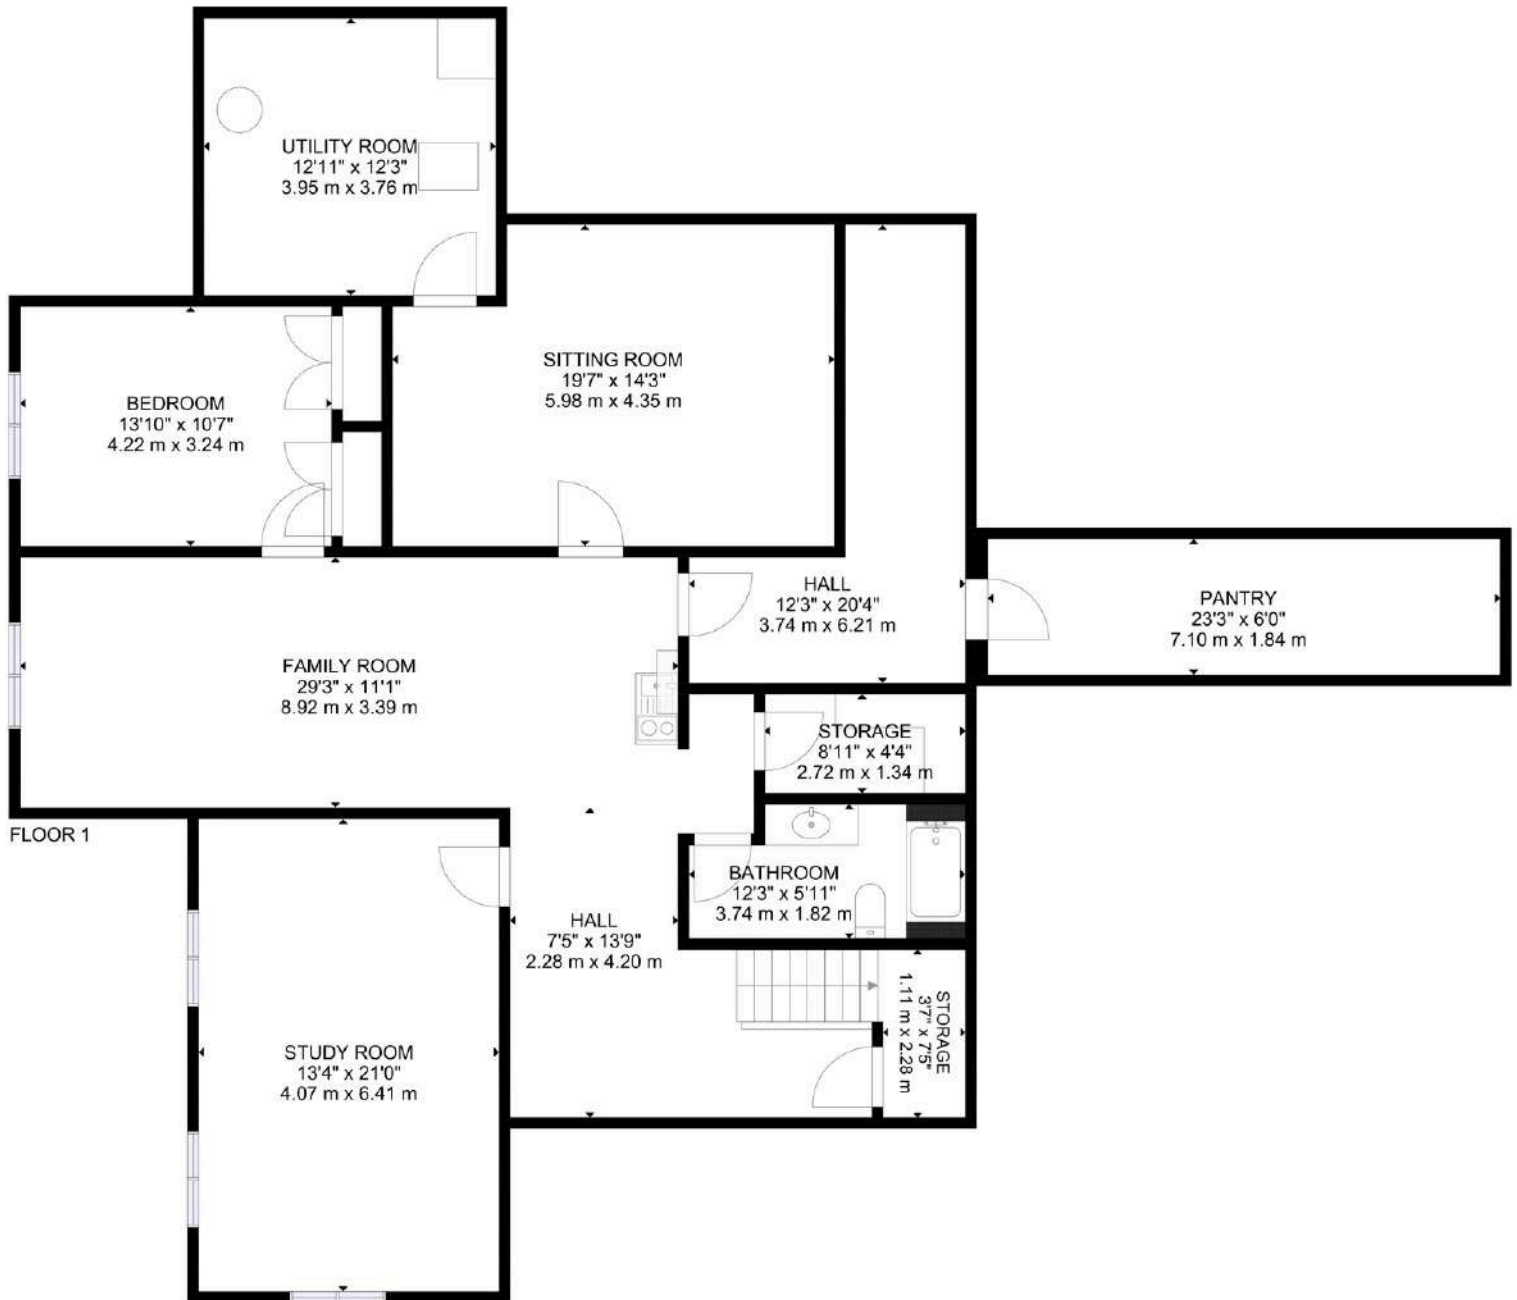 UTILITY ROOM
12'11" x 12'3"
3.95 m x 3.76 m
SITTING ROOM
19'7" x 14'3"
5.98 m x 4.35 m
BEDROOM
13'10" x 10'7"
4.22 m x 3.24 m
HALL
12'3" x 20'4"
3.74 m x 6.21 m
PANTRY
23'3" x 6'0"
7.10 m x 1.84 m
FAMILY ROOM
29'3" x 11'1"
8.92 m x 3.39 m
STORAGE
8'11" x 4'4"
2.72 m x 1.34 m
FLOOR 1
BATHROOM
12'3" x 5'11"
3.74 m x 1.82 m
HALL
7'5" x 13'9"
2.28 m x 4.20 m
STORAGE
3'7" x 7'5"
1.11 m x 2.28 m
STUDY ROOM
13'4" x 21'0"
4.07 m x 6.41 m